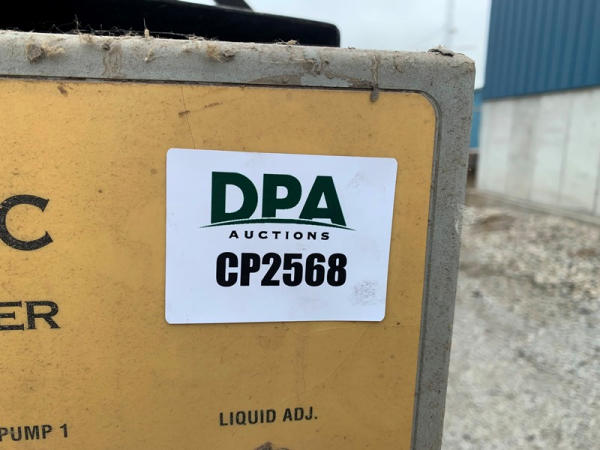 DPA
AUCTIONS
CP2568
C
ER
PUMP 1
LIQUID ADJ.